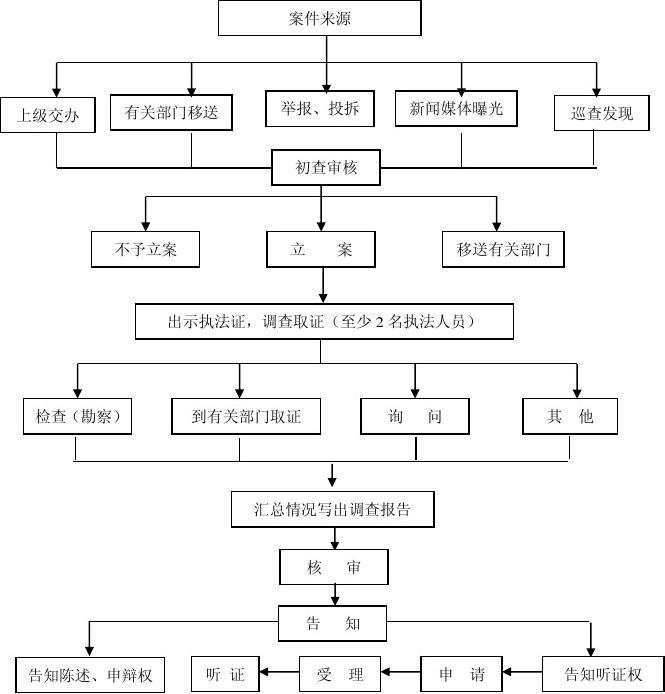 案件来源
上级交办
有关部门移送
举报、投拆
新闻媒体曝光
巡查发现
初查审核
不予立案
立 案
移送有关部门
出示执法证，调查取证（至少 2 名执法人员）
检查（勘察）
到有关部门取证
询 问
其 他
汇总情况写出调查报告
核 审
告 知
告知陈述、申辩权
听 证
受 理
申 请
告知听证权